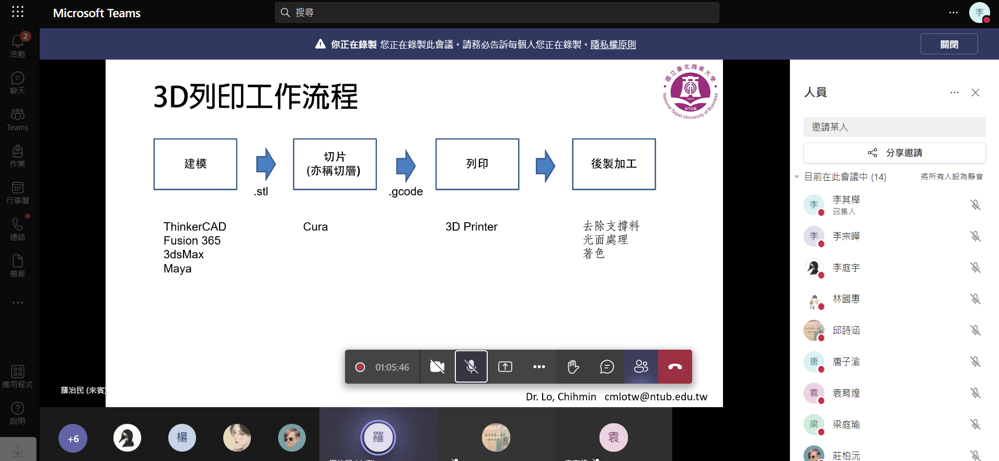 Microsoft Teams
搜尋
李
你正在錄製 您正在錄製此會議。請務必告訴每個人您正在錄製。隱私權原則
關閉
2
活動
聊天
Teams
作業
行事曆
通話
檔案
應用程式
說明
3D列印工作流程
國立臺北商業大學
1917
NTUB
National Taipei University of Business
建模
切片
(亦稱切層)
列印
後製加工
.stl
.gcode
ThinkerCAD
Fusion 365
3dsMax
Maya
Cura
3D Printer
去除支撐料
光面處理
著色
01:05:46
羅治民 (來賓)
Dr. Lo, Chihmin cmlotw@ntub.edu.tw
+6
楊
羅
袁
人員
邀請某人
分享邀請
目前在此會議中 (14)
將所有人設為靜音
李
李其樺
召集人
李
李宗曄
李庭宇
林國惠
邱詩涵
唐
唐子渝
袁
袁育煌
梁
梁庭瑜
莊柏沅